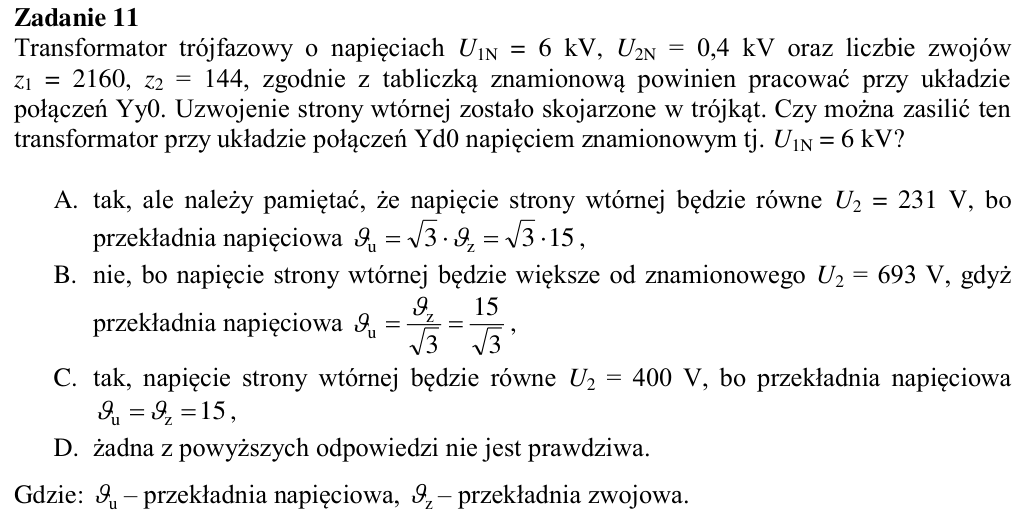 Zadanie 11
Transformator trójfazowy o napięciach U1N = 6 kV, U2N = 0,4 kV oraz liczbie zwojów
z1 = 2160, z2 = 144, zgodnie z tabliczką znamionową powinien pracować przy układzie
połączeń Yy0. Uzwojenie strony wtórnej zostało skojarzone w trójkąt. Czy można zasilić ten
transformator przy układzie połączeń Yd0 napięciem znamionowym tj. U1N = 6 kV?
A. tak, ale należy pamiętać, że napięcie strony wtórnej będzie równe U2 = 231 V, bo
przekładnia napięciowa ϑu = √3 · ϑz = √3 · 15,
B. nie, bo napięcie strony wtórnej będzie większe od znamionowego U2 = 693 V, gdyż
przekładnia napięciowa ϑu = ϑz/√3 = 15/√3,
C. tak, napięcie strony wtórnej będzie równe U2 = 400 V, bo przekładnia napięciowa
ϑu = ϑz = 15,
D. żadna z powyższych odpowiedzi nie jest prawdziwa.
Gdzie: ϑu – przekładnia napięciowa, ϑz – przekładnia zwojowa.